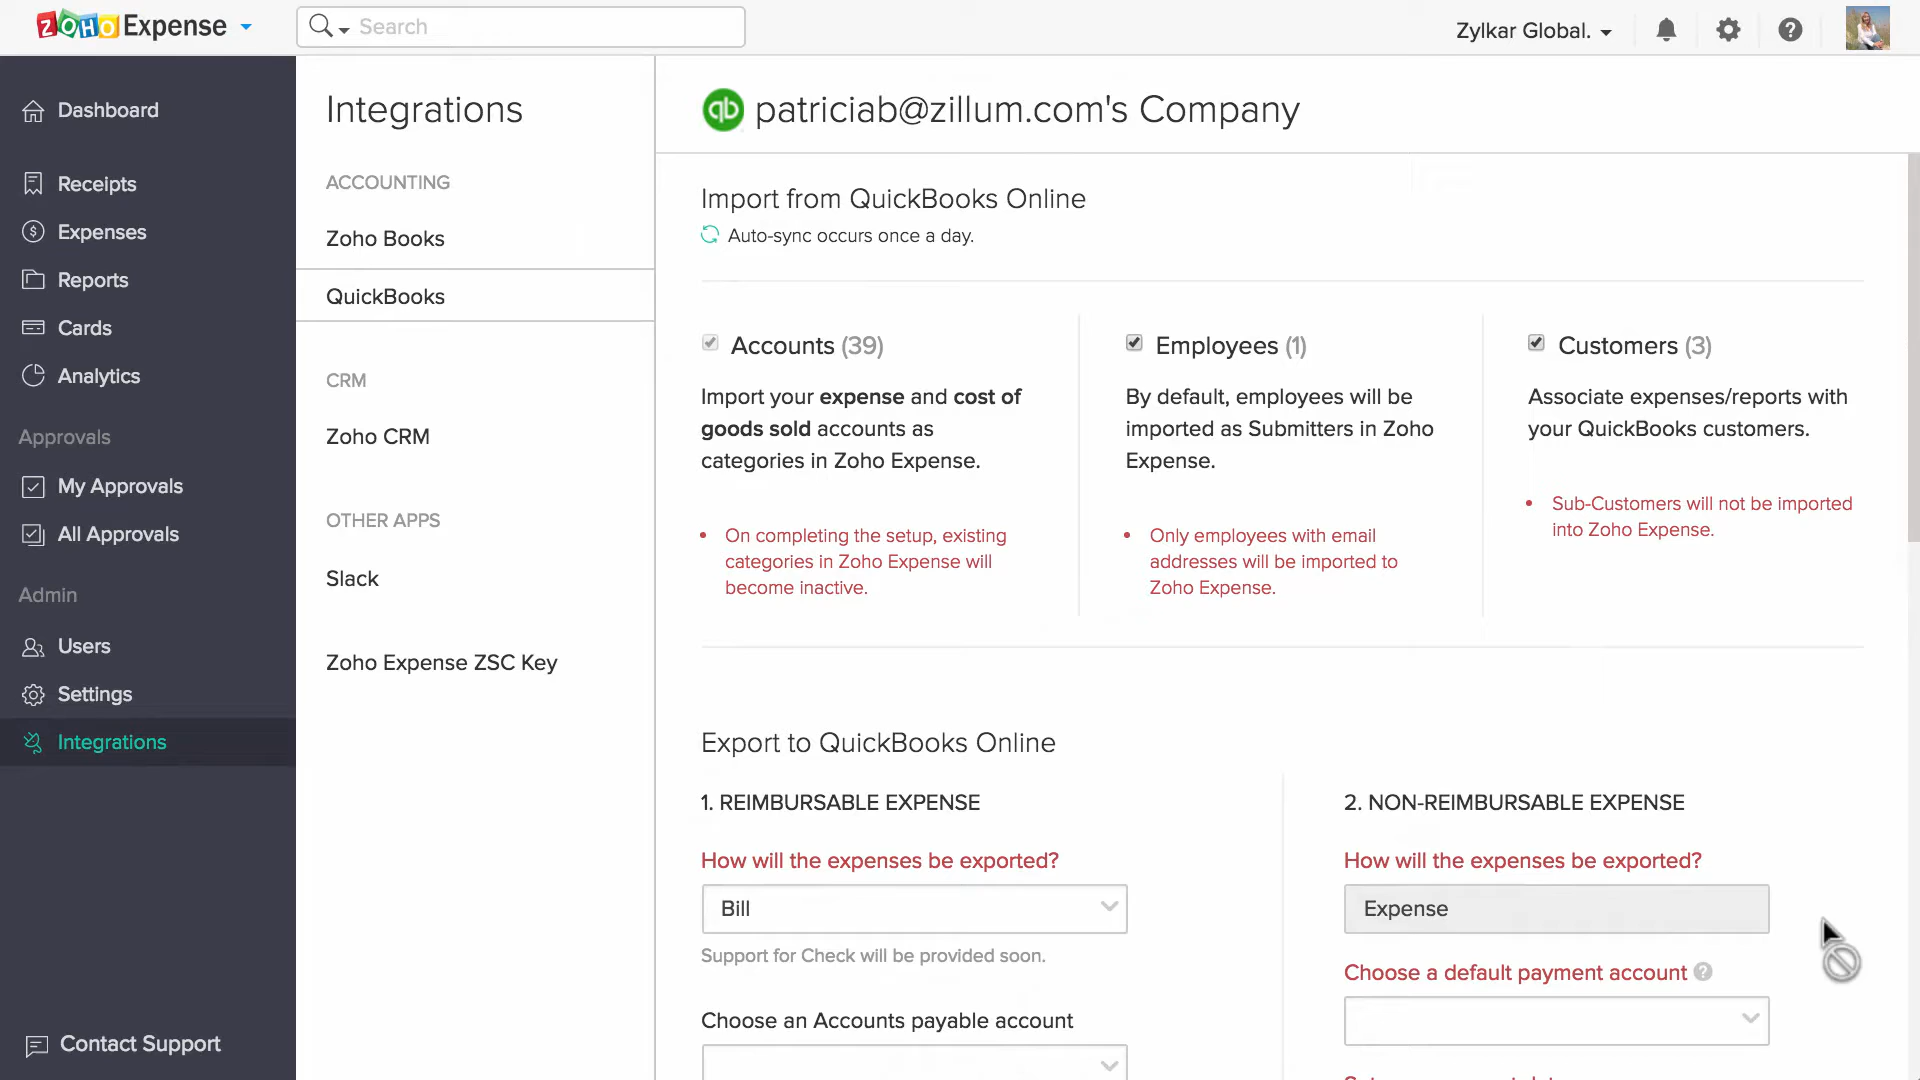 ZOHO Expense
Search
Zylkar Global.
Dashboard
Receipts
Expenses
Reports
Cards
Analytics
Approvals
My Approvals
All Approvals
Admin
Users
Settings
Integrations
Contact Support
Integrations
ACCOUNTING
Zoho Books
QuickBooks
CRM
Zoho CRM
OTHER APPS
Slack
Zoho Expense ZSC Key
qb patriciab@zillum.com's Company
Import from QuickBooks Online
Auto-sync occurs once a day.
Accounts (39)
Import your expense and cost of
goods sold accounts as
categories in Zoho Expense.
• On completing the setup, existing
categories in Zoho Expense will
become inactive.
Employees (1)
By default, employees will be
imported as Submitters in Zoho
Expense.
• Only employees with email
addresses will be imported to
Zoho Expense.
Customers (3)
Associate expenses/reports with
your QuickBooks customers.
• Sub-Customers will not be imported
into Zoho Expense.
Export to QuickBooks Online
1. REIMBURSABLE EXPENSE
How will the expenses be exported?
Bill
Support for Check will be provided soon.
Choose an Accounts payable account
2. NON-REIMBURSABLE EXPENSE
How will the expenses be exported?
Expense
Choose a default payment account ?